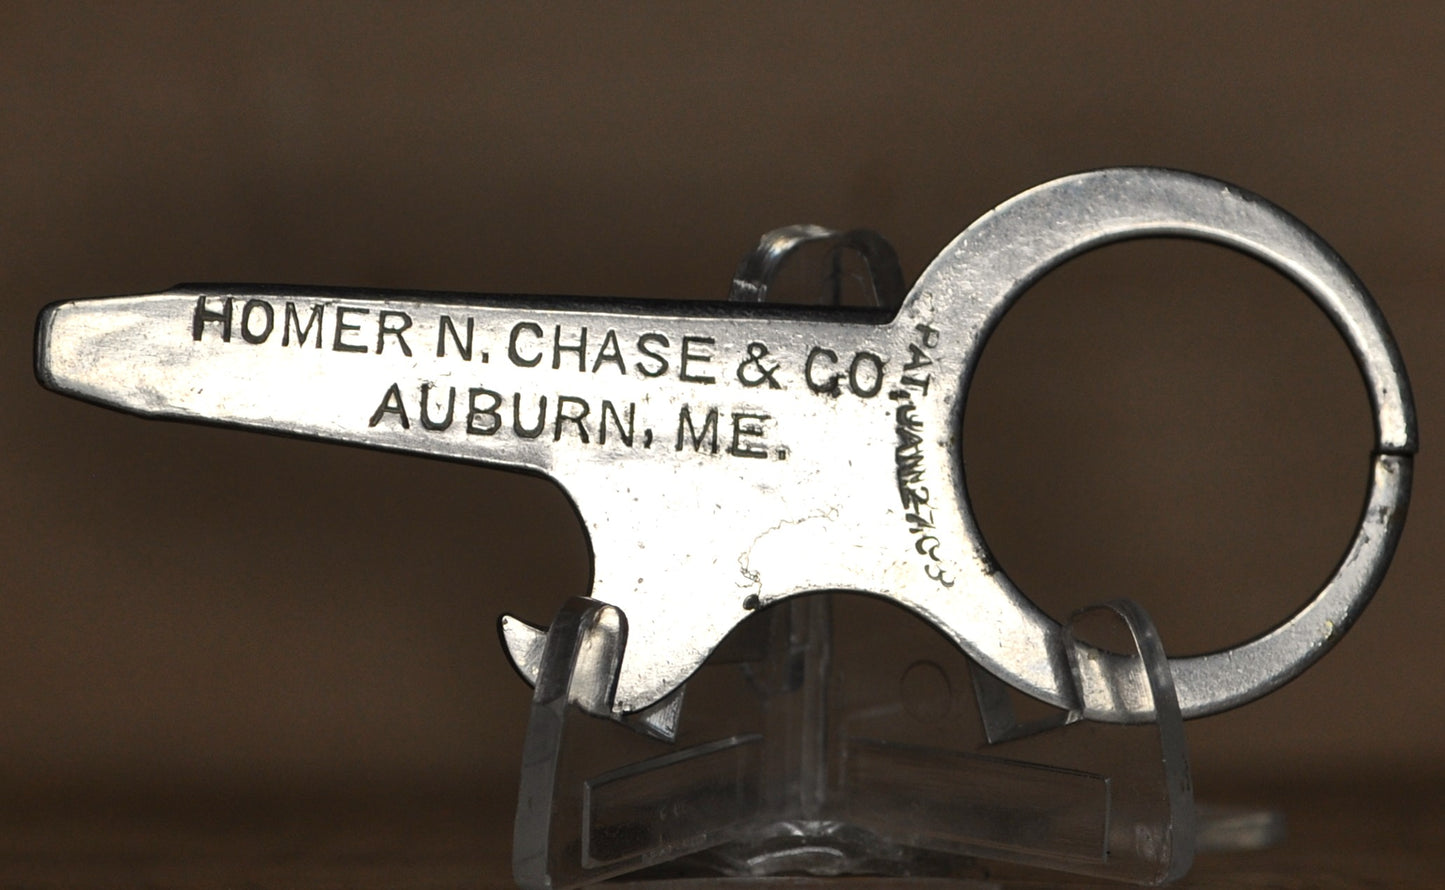 HOMER N. CHASE & CO.
AUBURN, ME.
PAT. JAN 27.03